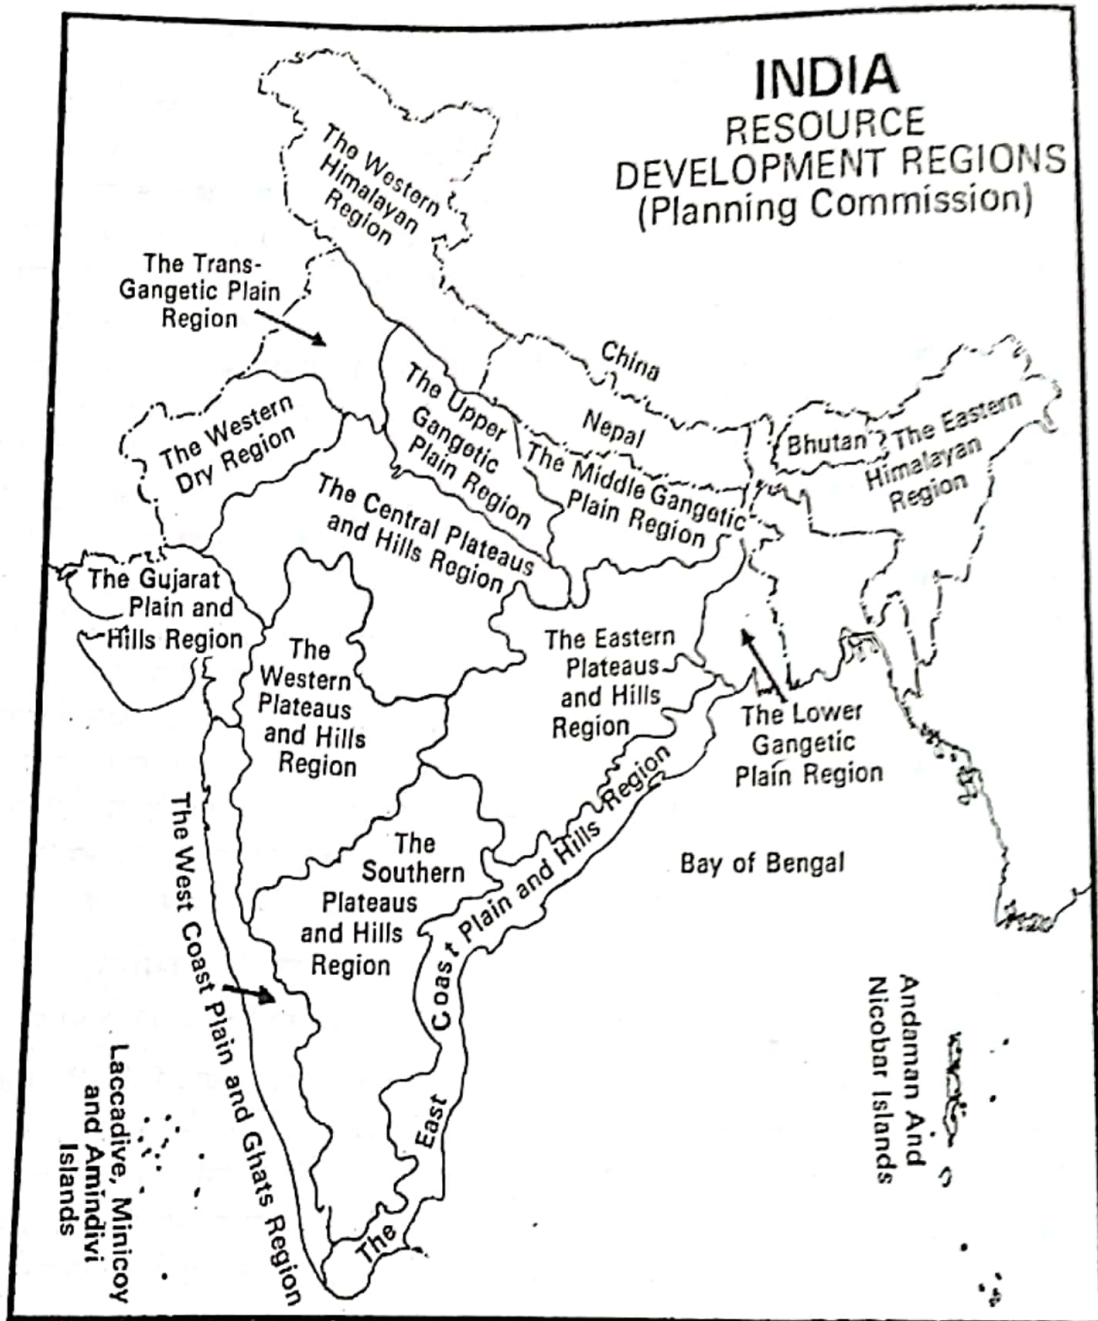 INDIA
RESOURCE
DEVELOPMENT REGIONS
(Planning Commission)
The Western
Himalayan
Region
The Trans-
Gangetic Plain
Region
China
The Upper
Gangetic
Plain Region
Nepal
Bhutan
The Eastern
Himalayan
Region
The Western
Dry Region
The Middle Gangetic
Plain Region
The Central Plateaus
and Hills Region
The Gujarat
Plain and
Hills Region
The
Western
Plateaus
and Hills
Region
The Eastern
Plateaus
and Hills
Region
The Lower
Gangetic
Plain Region
The Southern
Plateaus
and Hills
Region
Bay of Bengal
The East Coast Plain and Hills Region
The West Coast Plain and Ghats Region
Laccadive, Minicoy
and Amindivi
Islands
Andaman And
Nicobar Islands